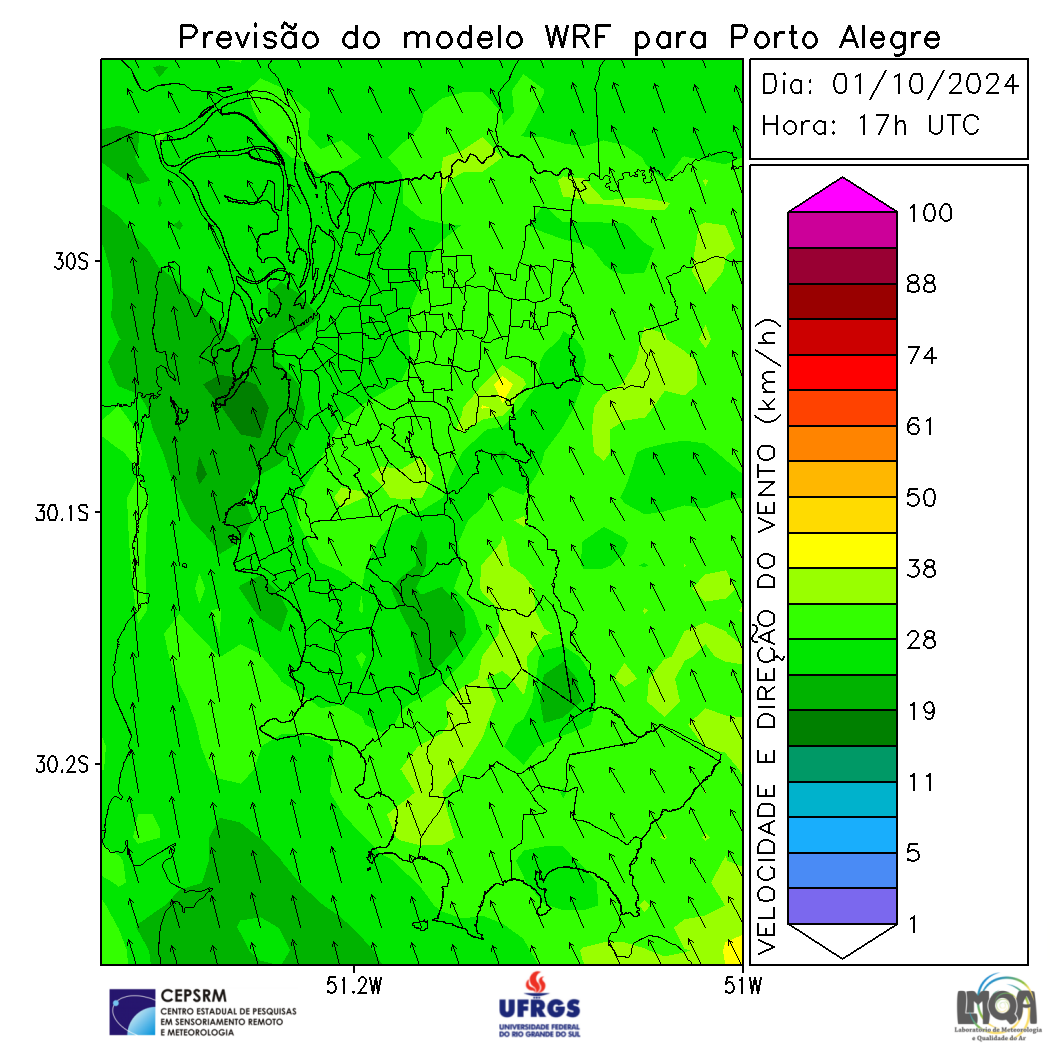 Previsão do modelo WRF para Porto Alegre
Dia: 01/10/2024
Hora: 17h UTC
30S
30.1S
30.2S
51.2W
51W
VELOCIDADE E DIREÇÃO DO VENTO (km/h)
100
88
74
61
50
38
28
19
11
5
1
CEPSRM
CENTRO ESTADUAL DE PESQUISAS
EM SENSORIAMENTO REMOTO
E METEOROLOGIA
UFRGS
UNIVERSIDADE FEDERAL
DO RIO GRANDE DO SUL
LMQA
Laboratório de Meteorologia
e Qualidade do Ar